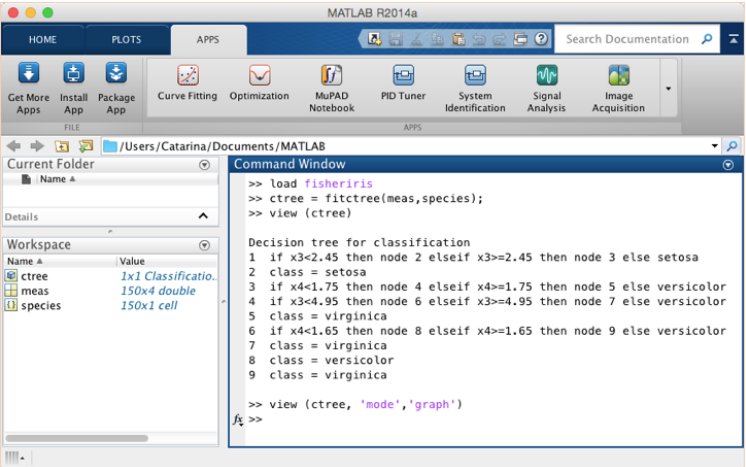 MATLAB R2014a
HOME PLOTS APPS Search Documentation
Get More Apps
Install App
Package App
Curve Fitting
Optimization
MuPAD Notebook
PID Tuner
System Identification
Signal Analysis
Image Acquisition
FILE APPS
/Users/Catarina/Documents/MATLAB
Current Folder
Name
Details
Workspace
Name Value
ctree 1x1 Classificatio..
meas 150x4 double
species 150x1 cell
Command Window
>> load fisheriris
>> ctree = fitctree(meas,species);
>> view (ctree)
Decision tree for classification
1 if x3<2.45 then node 2 elseif x3>=2.45 then node 3 else setosa
2 class = setosa
3 if x4<1.75 then node 4 elseif x4>=1.75 then node 5 else versicolor
4 if x3<4.95 then node 6 elseif x3>=4.95 then node 7 else versicolor
5 class = virginica
6 if x4<1.65 then node 8 elseif x4>=1.65 then node 9 else versicolor
7 class = virginica
8 class = versicolor
9 class = virginica
>> view (ctree, 'mode','graph')
fx >>